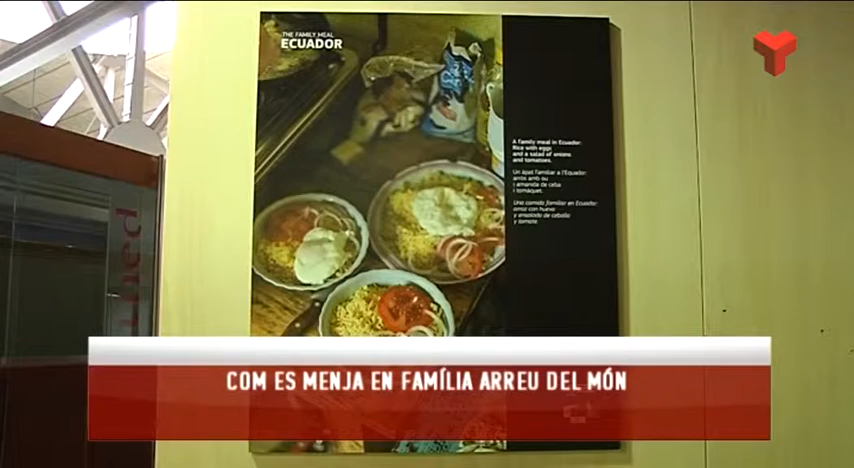 THE FAMILY MEAL
ECUADOR
A family meal in Ecuador:
Rice with eggs
and a salad of onions
and tomatoes.
Un àpat familiar a l'Equador:
arròs amb ou
i amanida de ceba
i tomàquet.
Una comida familiar en Ecuador:
arroz con huevo
y ensalada de cebolla
y tomate.
uned
COM ES MENJA EN FAMÍLIA ARREU DEL MÓN